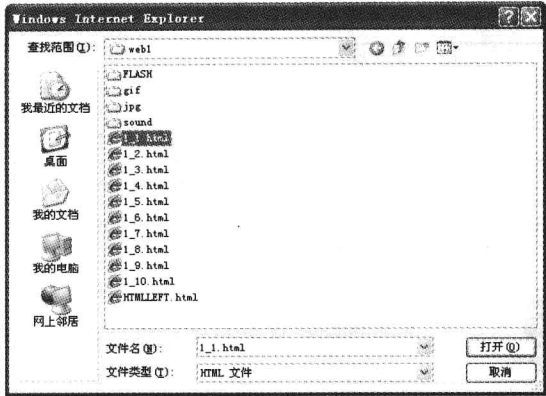 Windows Internet Explorer
查找范围(I):
web1
FLASH
gif
jpg
sound
1_1.html
1_2.html
1_3.html
1_4.html
1_5.html
1_6.html
1_7.html
1_8.html
1_9.html
1_10.html
HTMLLEFT.html
我最近的文档
桌面
我的文档
我的电脑
网上邻居
文件名(N):
1_1.html
打开(O)
文件类型(T):
HTML 文件
取消